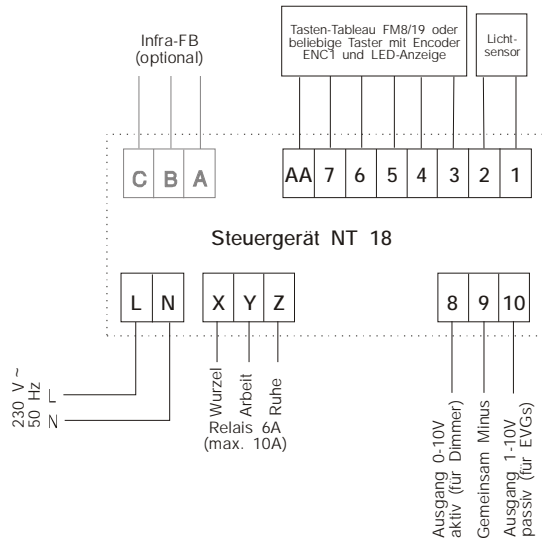 Infra-FB
(optional)
Tasten-Tableau FM8/19 oder
beliebige Taster mit Encoder
ENC1 und LED-Anzeige
Licht-
sensor
C B A
AA 7 6 5 4 3 2 1
Steuergerät NT 18
L N
X Y Z
8 9 10
230 V ~
50 Hz
L
N
Wurzel
Arbeit
Ruhe
Relais 6A
(max. 10A)
Ausgang 0-10V
aktiv (für Dimmer)
Gemeinsam Minus
Ausgang 1-10V
passiv (für EVGs)